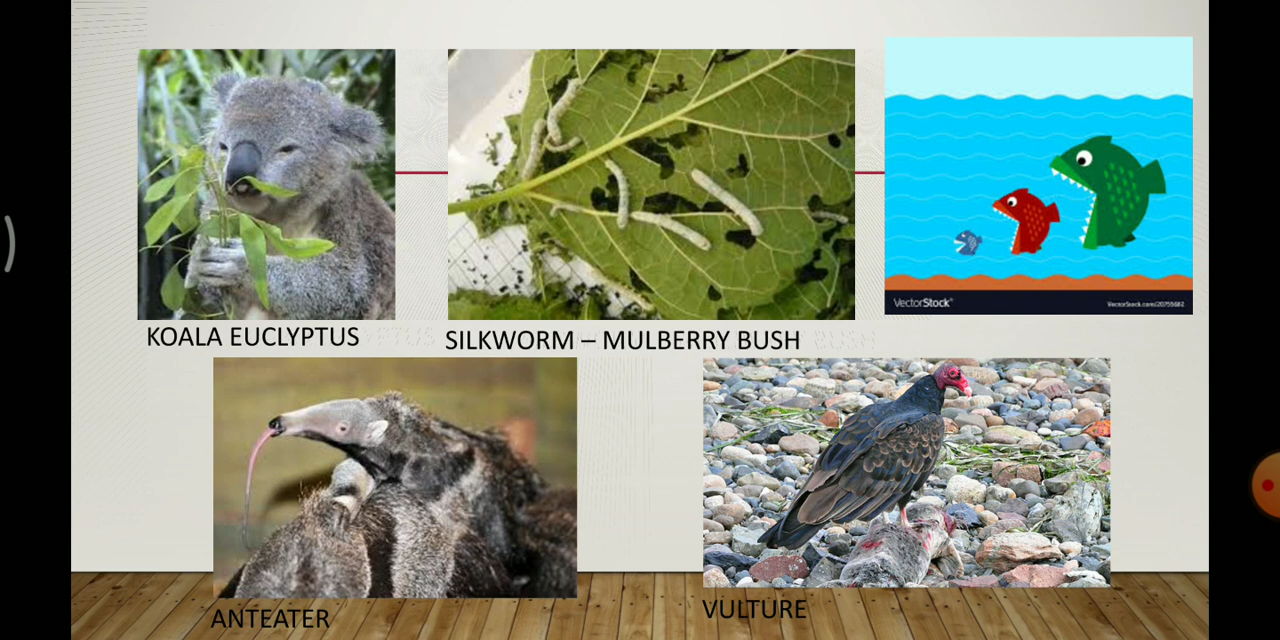 VectorStock®
VectorStock.com/20755682
KOALA EUCLYPTUS
SILKWORM – MULBERRY BUSH
ANTEATER
VULTURE